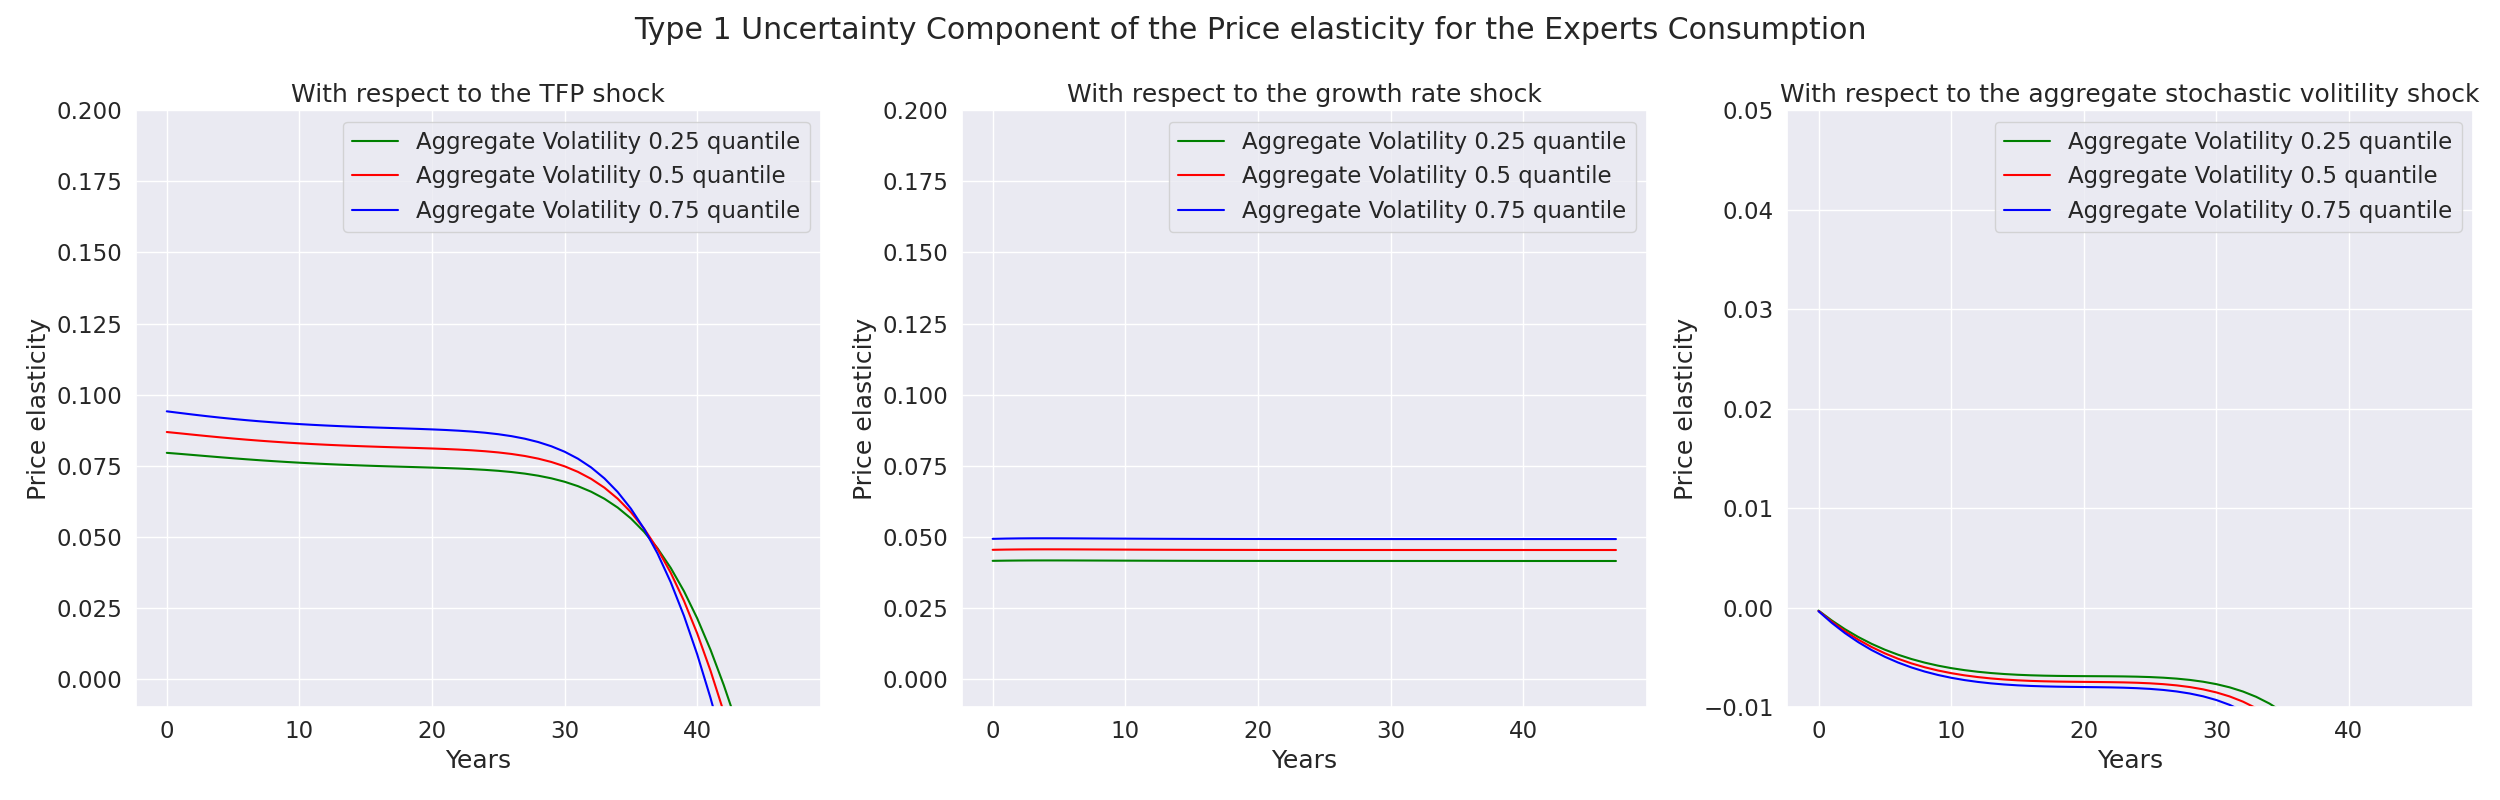 Type 1 Uncertainty Component of the Price elasticity for the Experts Consumption
With respect to the TFP shock
0.200
0.175
0.150
0.125
0.100
0.075
0.050
0.025
0.000
Price elasticity
Aggregate Volatility 0.25 quantile
Aggregate Volatility 0.5 quantile
Aggregate Volatility 0.75 quantile
0 10 20 30 40
Years
With respect to the growth rate shock
0.200
0.175
0.150
0.125
0.100
0.075
0.050
0.025
0.000
Price elasticity
Aggregate Volatility 0.25 quantile
Aggregate Volatility 0.5 quantile
Aggregate Volatility 0.75 quantile
0 10 20 30 40
Years
With respect to the aggregate stochastic volitility shock
0.05
0.04
0.03
0.02
0.01
0.00
−0.01
Price elasticity
Aggregate Volatility 0.25 quantile
Aggregate Volatility 0.5 quantile
Aggregate Volatility 0.75 quantile
0 10 20 30 40
Years